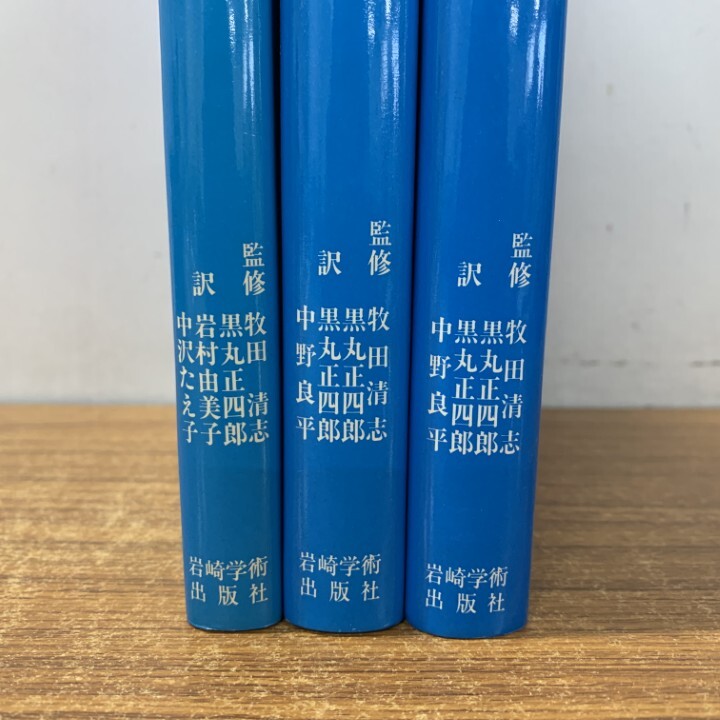 監修
訳
牧田清志
黒丸正四郎
岩村由美子
中沢たえ子
岩崎学術
出版社
監修
訳
牧田清志
黒丸正四郎
黒丸正四郎
中野良平
岩崎学術
出版社
監修
訳
牧田清志
黒丸正四郎
黒丸正四郎
中野良平
岩崎学術
出版社